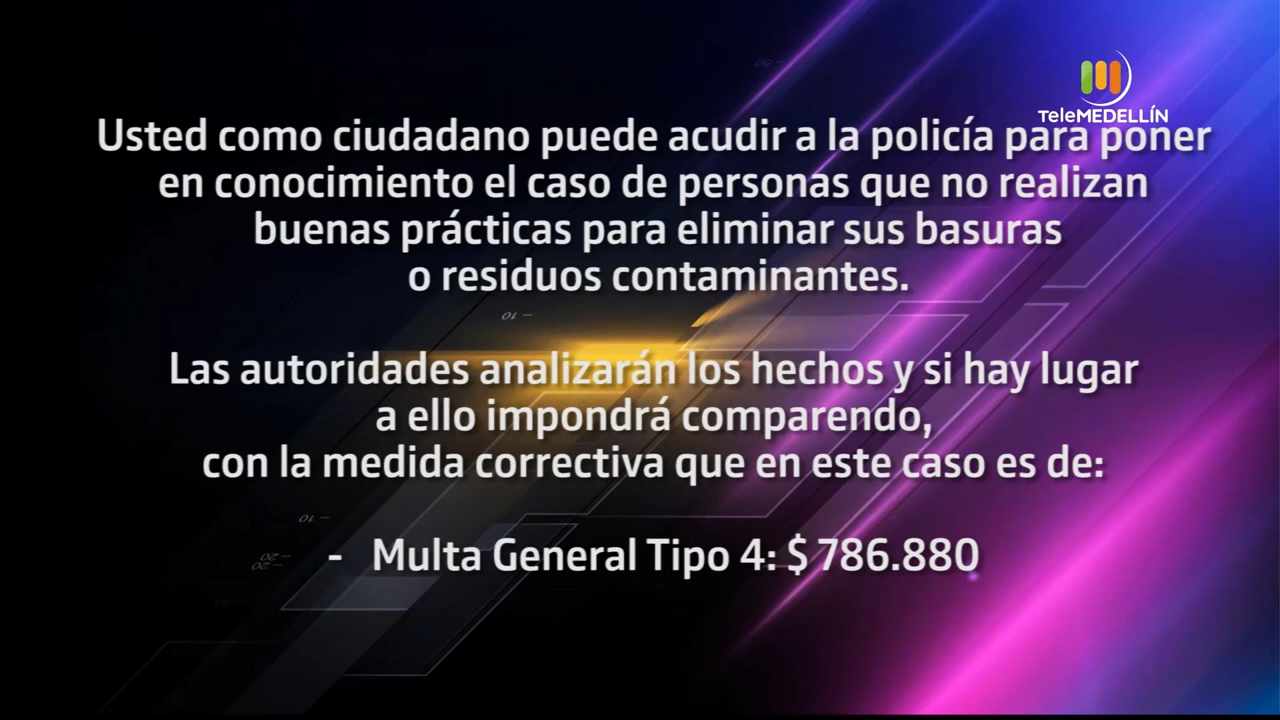 TeleMEDELLÍN
Usted como ciudadano puede acudir a la policía para poner
en conocimiento el caso de personas que no realizan
buenas prácticas para eliminar sus basuras
o residuos contaminantes.
Las autoridades analizarán los hechos y si hay lugar
a ello impondrá comparendo,
con la medida correctiva que en este caso es de:
- Multa General Tipo 4: $ 786.880